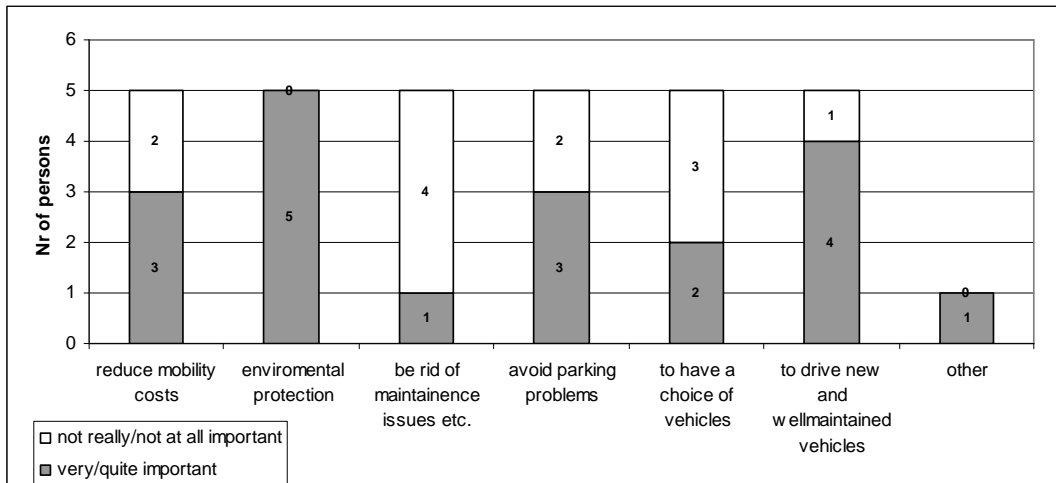 6
5
4
3
2
1
0
Nr of persons
2
3
0
5
4
1
2
3
3
2
1
4
0
1
reduce mobility
costs
enviromental
protection
be rid of
maintainence
issues etc.
avoid parking
problems
to have a
choice of
vehicles
to drive new
and
wellmaintained
vehicles
other
not really/not at all important
very/quite important